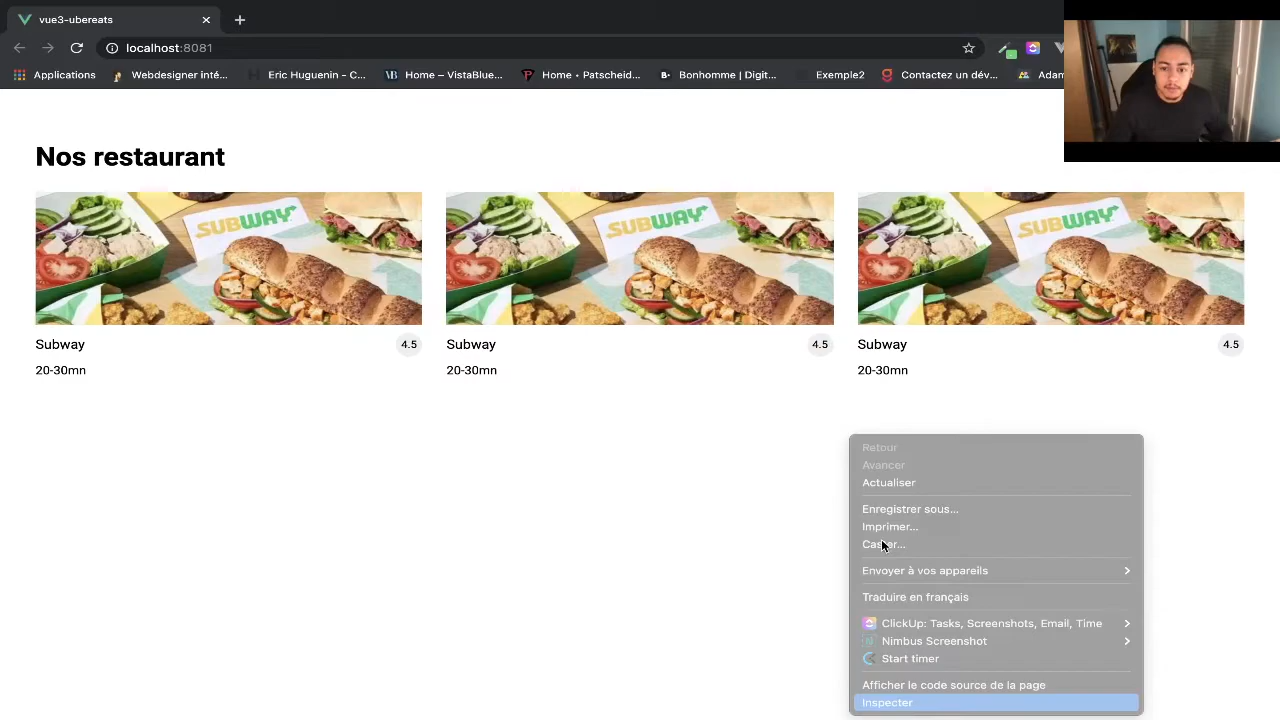 vue3-ubereats
localhost:8081
Applications
Webdesigner inté...
Eric Huguenin - C...
Home – VistaBlue...
Home • Patscheid...
Bonhomme | Digit...
Exemple2
Contactez un dév...
Adam
Nos restaurant
SUBWAY
SUBWAY
SUBWAY
Subway
4.5
20-30mn
Subway
4.5
20-30mn
Subway
4.5
20-30mn
Retour
Avancer
Actualiser
Enregistrer sous...
Imprimer...
Caster...
Envoyer à vos appareils
Traduire en français
ClickUp: Tasks, Screenshots, Email, Time
Nimbus Screenshot
Start timer
Afficher le code source de la page
Inspecter